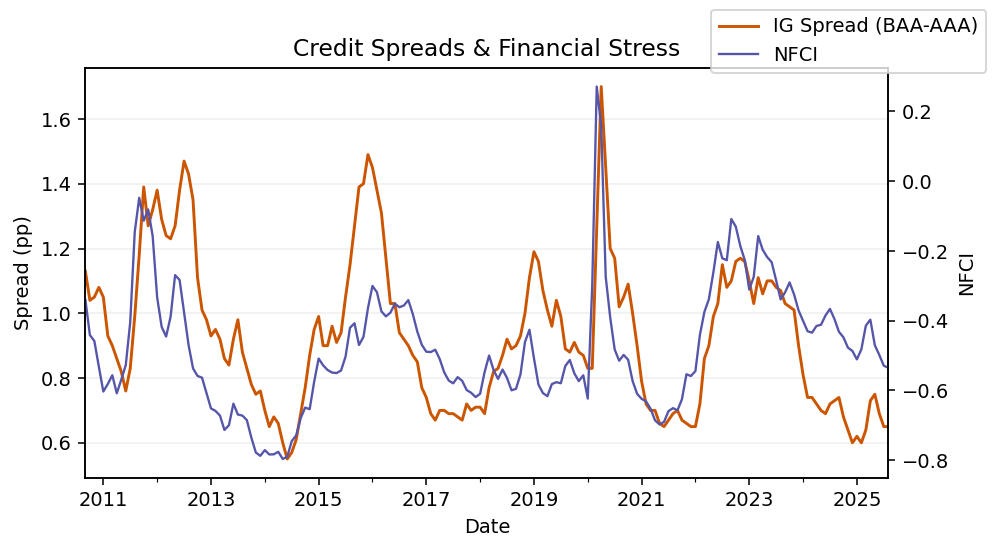 IG Spread (BAA-AAA)
NFCI
Credit Spreads & Financial Stress
Spread (pp)
1.6
1.4
1.2
1.0
0.8
0.6
0.2
0.0
−0.2
−0.4
−0.6
−0.8
NFCI
2011 2013 2015 2017 2019 2021 2023 2025
Date